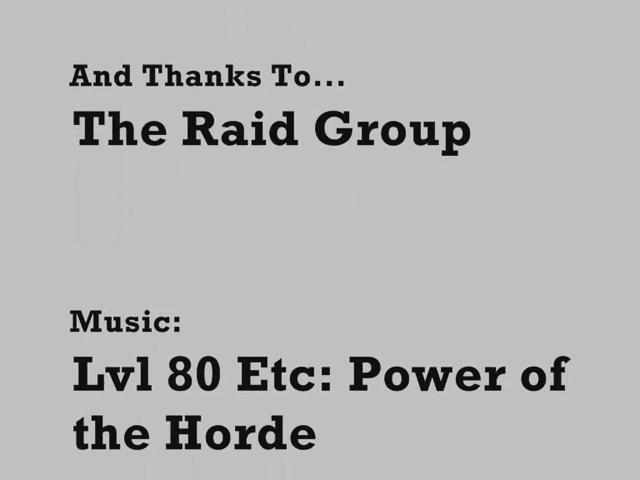 And Thanks To...
The Raid Group
Music:
Lvl 80 Etc: Power of
the Horde